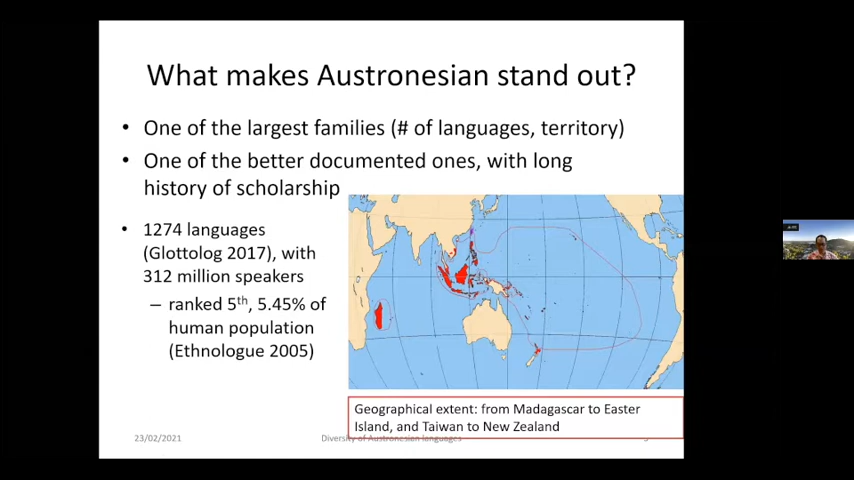 What makes Austronesian stand out?
• One of the largest families (# of languages, territory)
• One of the better documented ones, with long
history of scholarship
• 1274 languages
(Glottolog 2017), with
312 million speakers
– ranked 5th, 5.45% of
human population
(Ethnologue 2005)
Geographical extent: from Madagascar to Easter
Island, and Taiwan to New Zealand
23/02/2021
Diversity of Austronesian languages